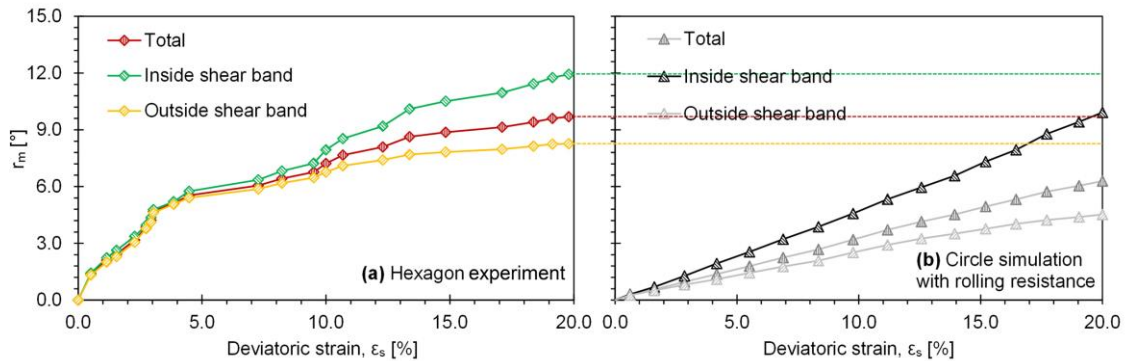 15.0
12.0
9.0
6.0
3.0
0.0
r_m [°]
Total
Inside shear band
Outside shear band
(a) Hexagon experiment
0.0 5.0 10.0 15.0 20.0
Deviatoric strain, ε_s [%]
Total
Inside shear band
Outside shear band
(b) Circle simulation
with rolling resistance
0.0 5.0 10.0 15.0 20.0
Deviatoric strain, ε_s [%]